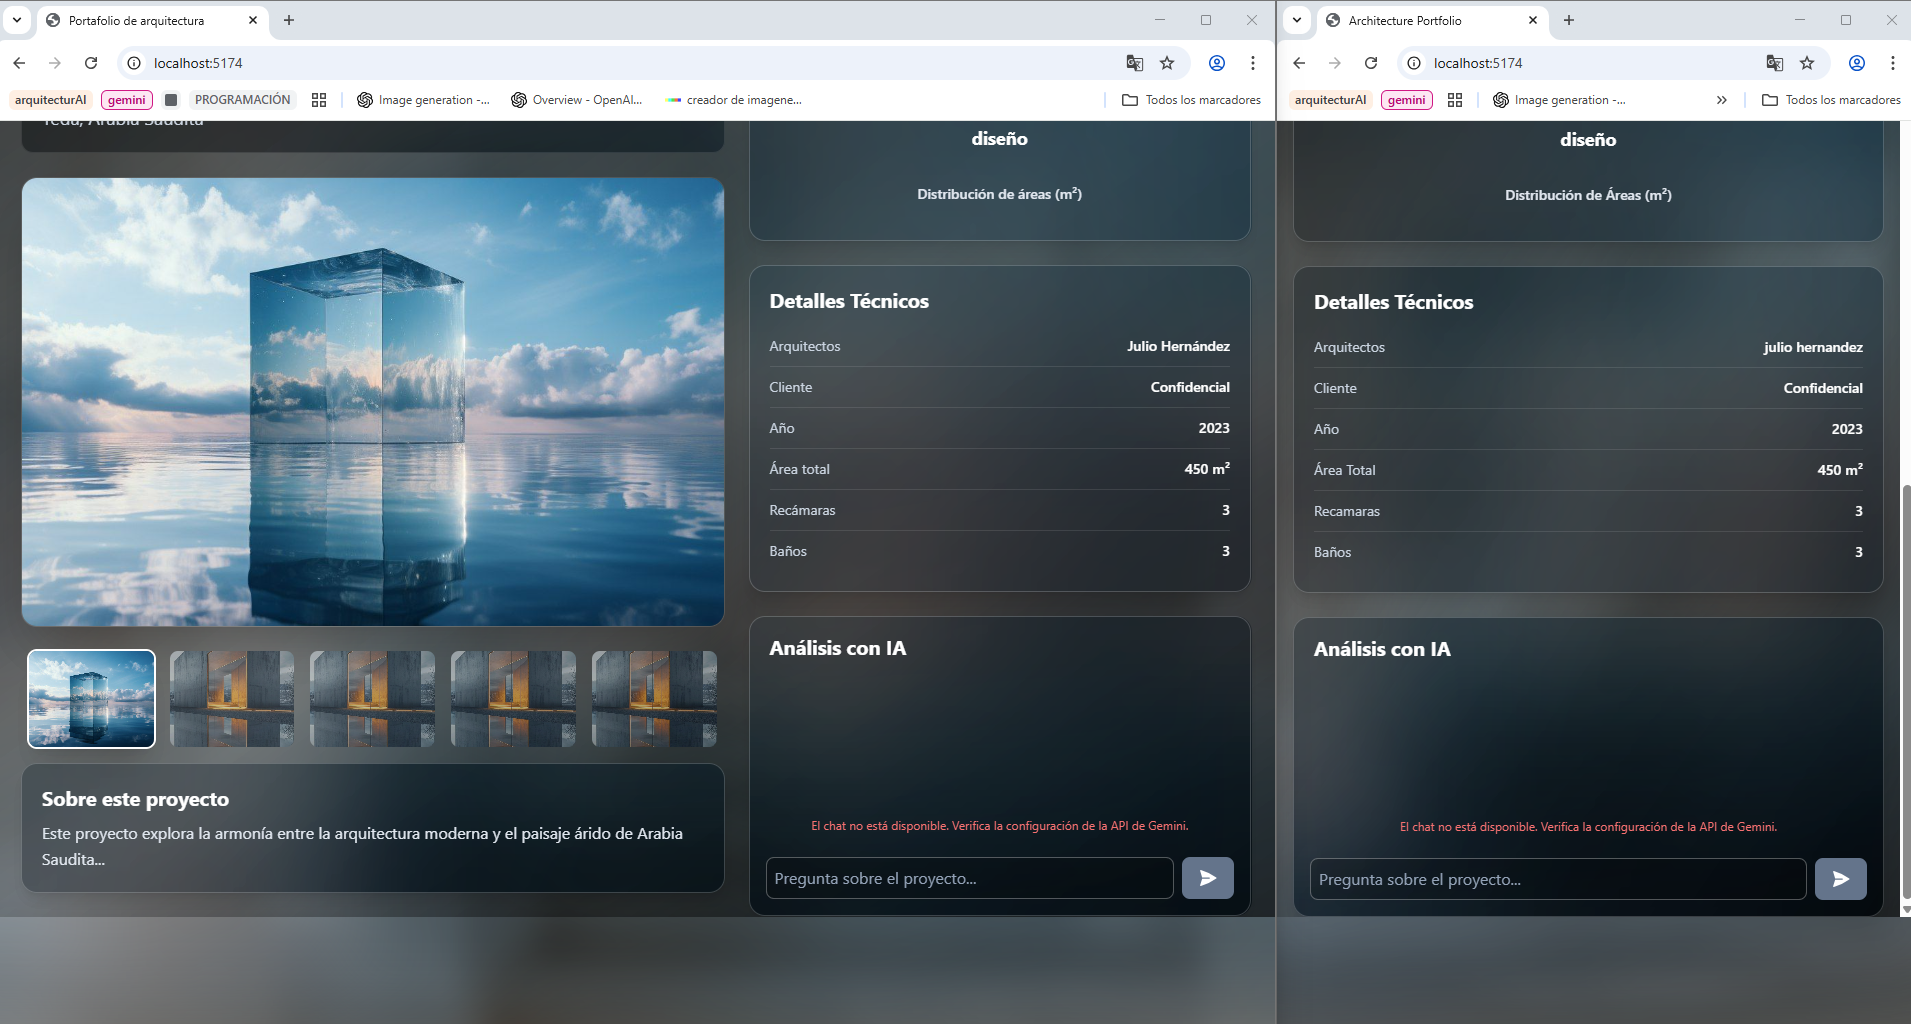 Portafolio de arquitectura
localhost:5174
arquitecturAI
gemini
PROGRAMACIÓN
Image generation -...
Overview - OpenAI...
creador de imagene...
Todos los marcadores
Yeda, Arabia Saudita
Sobre este proyecto
Este proyecto explora la armonía entre la arquitectura moderna y el paisaje árido de Arabia
Saudita...
diseño
Distribución de áreas (m²)
Detalles Técnicos
Arquitectos Julio Hernández
Cliente Confidencial
Año 2023
Área total 450 m²
Recámaras 3
Baños 3
Análisis con IA
El chat no está disponible. Verifica la configuración de la API de Gemini.
Pregunta sobre el proyecto...
Architecture Portfolio
localhost:5174
arquitecturAI
gemini
Image generation -...
Todos los marcadores
diseño
Distribución de Áreas (m²)
Detalles Técnicos
Arquitectos julio hernandez
Cliente Confidencial
Año 2023
Área Total 450 m²
Recamaras 3
Baños 3
Análisis con IA
El chat no está disponible. Verifica la configuración de la API de Gemini.
Pregunta sobre el proyecto...